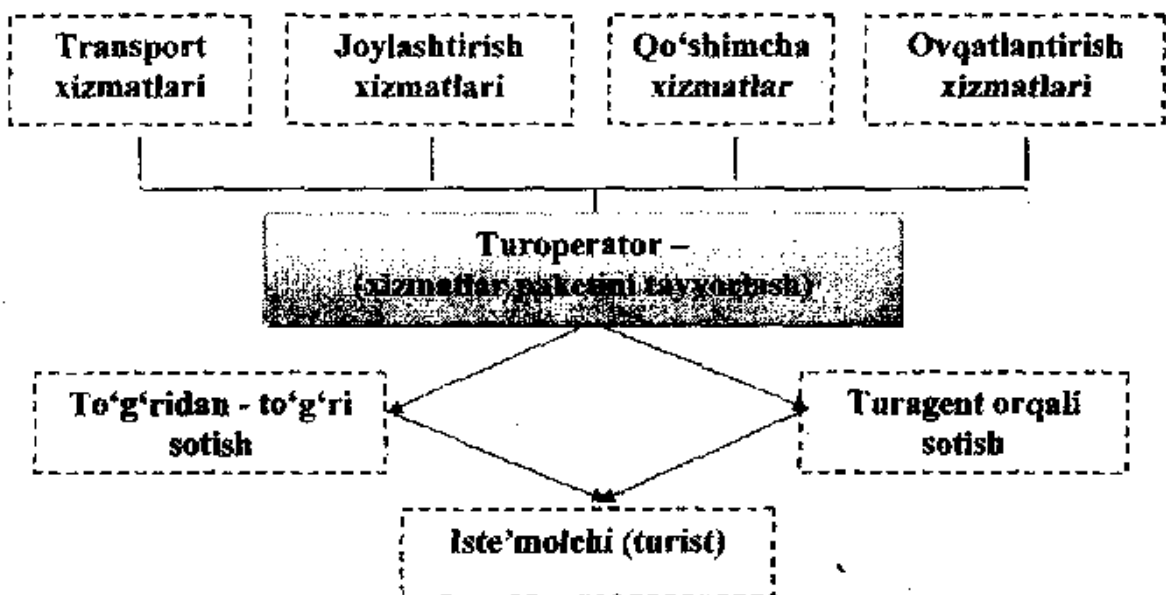 Transport
xizmatlari
Joylashtirish
xizmatlari
Qo‘shimcha
xizmatlar
Ovqatlantirish
xizmatlari
Turoperator –
(xizmatlar paketini tayyorlash)
To‘g‘ridan - to‘g‘ri
sotish
Turagent orqali
sotish
Iste’molchi (turist)